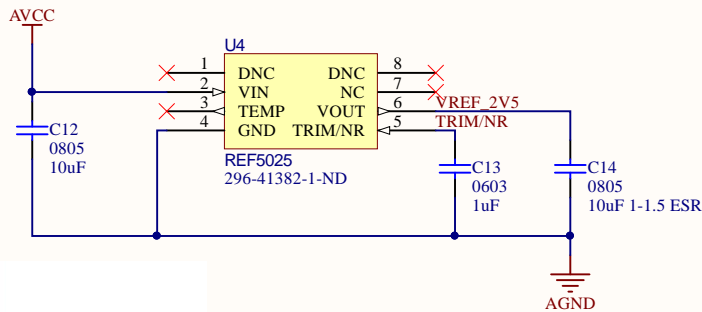 AVCC
U4
1 DNC DNC 8
2 VIN NC 7
3 TEMP VOUT 6 VREF_2V5
4 GND TRIM/NR 5 TRIM/NR
REF5025
296-41382-1-ND
C12
0805
10uF
C13
0603
1uF
C14
0805
10uF 1-1.5 ESR
AGND